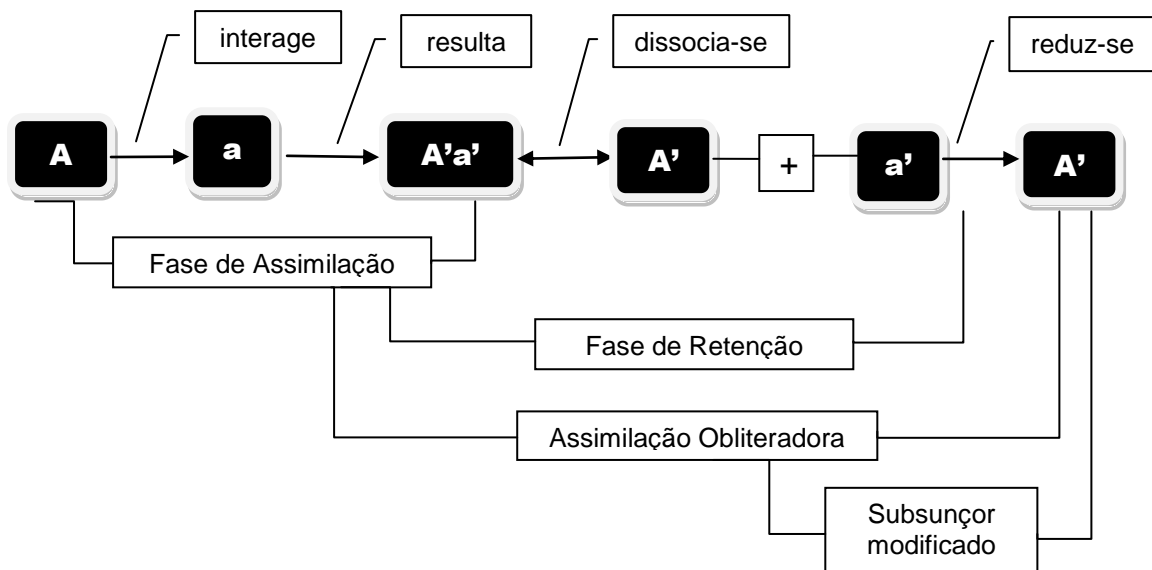 interage
resulta
dissocia-se
reduz-se
A
a
A’a’
A’
+
a’
A’
Fase de Assimilação
Fase de Retenção
Assimilação Obliteradora
Subsunçor
modificado